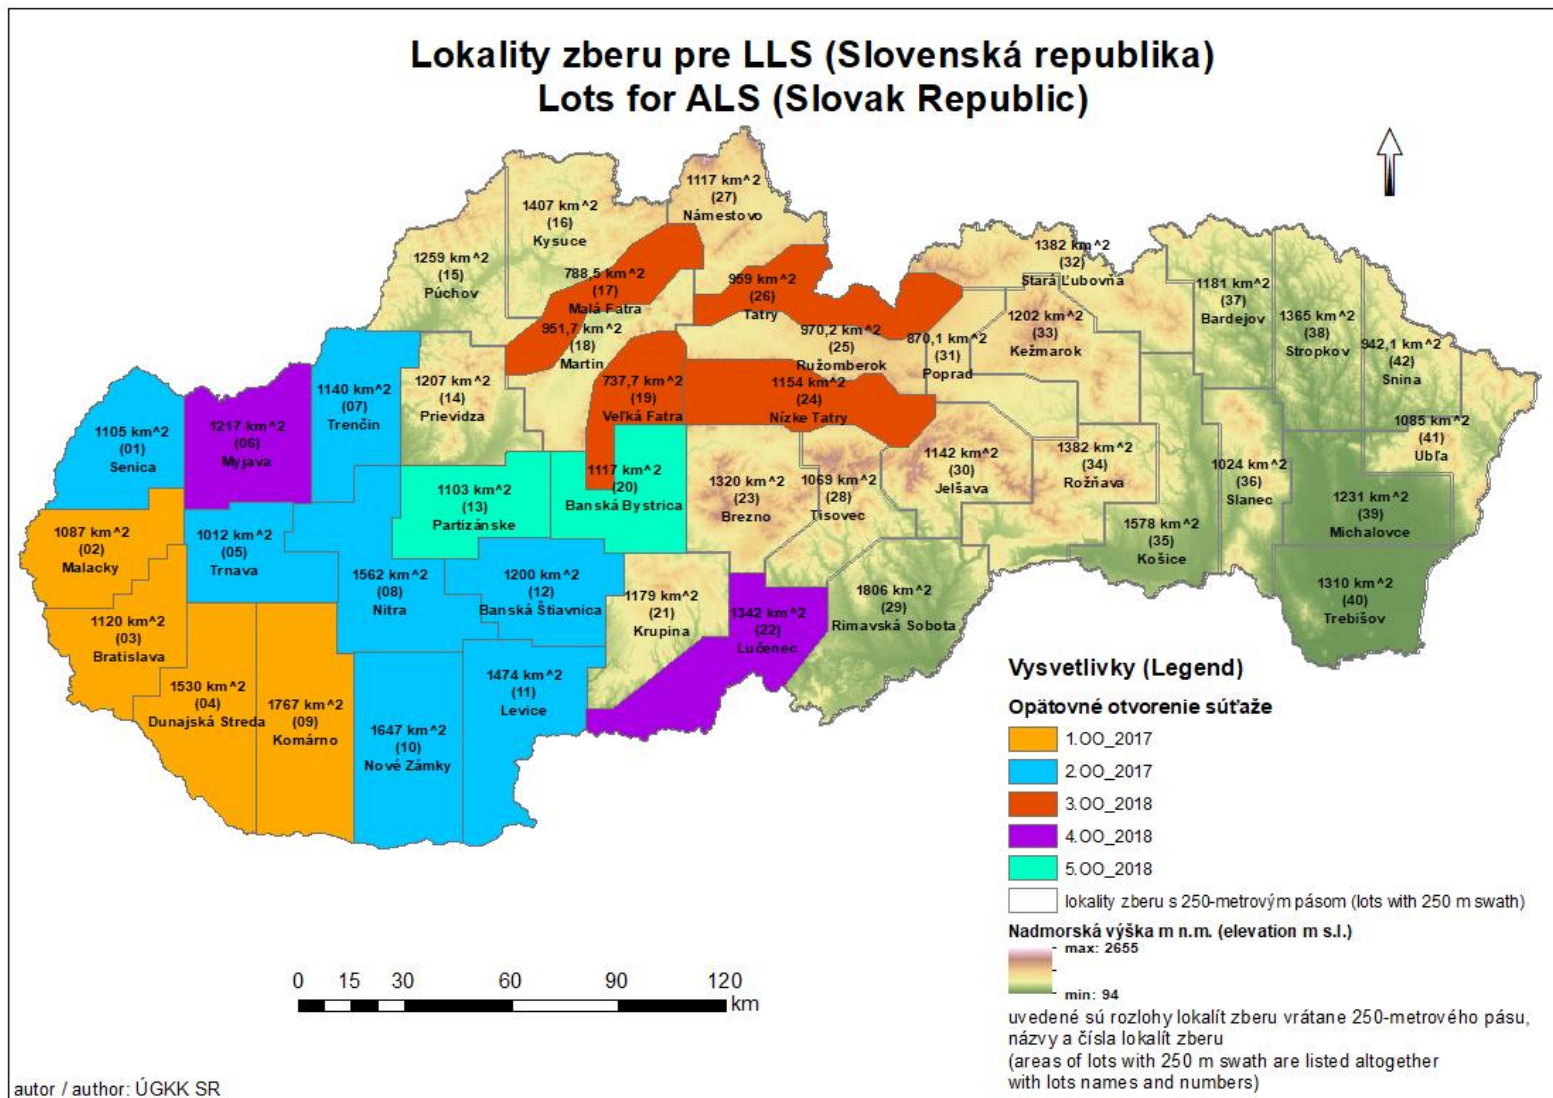 Lokality zberu pre LLS (Slovenská republika)
Lots for ALS (Slovak Republic)
1117 km^2
(27)
Námestovo
1407 km^2
(16)
Kysuce
1259 km^2
(15)
Púchov
788,5 km^2
(17)
Malá Fatra
959 km^2
(26)
Tatry
1382 km^2
(32)
Stará Ľubovňa
1181 km^2
(37)
Bardejov
1365 km^2
(38)
Stropkov
942,1 km^2
(42)
Snina
951,7 km^2
(18)
Martin
970,2 km^2
(25)
Ružomberok
870,1 km^2
(31)
Poprad
1202 km^2
(33)
Kežmarok
1207 km^2
(14)
Prievidza
737,7 km^2
(19)
Veľká Fatra
1154 km^2
(24)
Nízke Tatry
1140 km^2
(07)
Trenčín
1105 km^2
(01)
Senica
1217 km^2
(06)
Myjava
1085 km^2
(41)
Ubľa
1117 km^2
(20)
Banská Bystrica
1320 km^2
(23)
Brezno
1069 km^2
(28)
Tisovec
1142 km^2
(30)
Jelšava
1382 km^2
(34)
Rožňava
1024 km^2
(36)
Slanec
1103 km^2
(13)
Partizánske
1231 km^2
(39)
Michalovce
1087 km^2
(02)
Malacky
1012 km^2
(05)
Trnava
1578 km^2
(35)
Košice
1562 km^2
(08)
Nitra
1200 km^2
(12)
Banská Štiavnica
1179 km^2
(21)
Krupina
1342 km^2
(22)
Lučenec
1806 km^2
(29)
Rimavská Sobota
1310 km^2
(40)
Trebišov
1120 km^2
(03)
Bratislava
1530 km^2
(04)
Dunajská Streda
1767 km^2
(09)
Komárno
1647 km^2
(10)
Nové Zámky
1474 km^2
(11)
Levice
Vysvetlivky (Legend)
Opätovné otvorenie súťaže
1.OO_2017
2.OO_2017
3.OO_2018
4.OO_2018
5.OO_2018
lokality zberu s 250-metrovým pásom (lots with 250 m swath)
Nadmorská výška m n.m. (elevation m s.l.)
max: 2655
min: 94
uvedené sú rozlohy lokalít zberu vrátane 250-metrového pásu,
názvy a čísla lokalít zberu
(areas of lots with 250 m swath are listed altogether
with lots names and numbers)
0 15 30 60 90 120
km
autor / author: ÚGKK SR